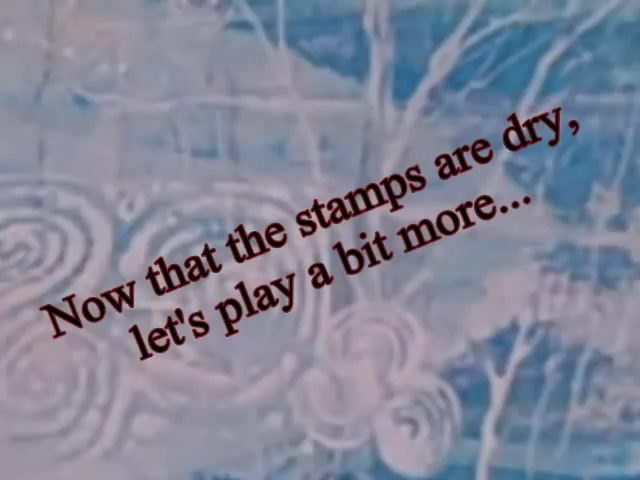 Now that the stamps are dry,
let's play a bit more...